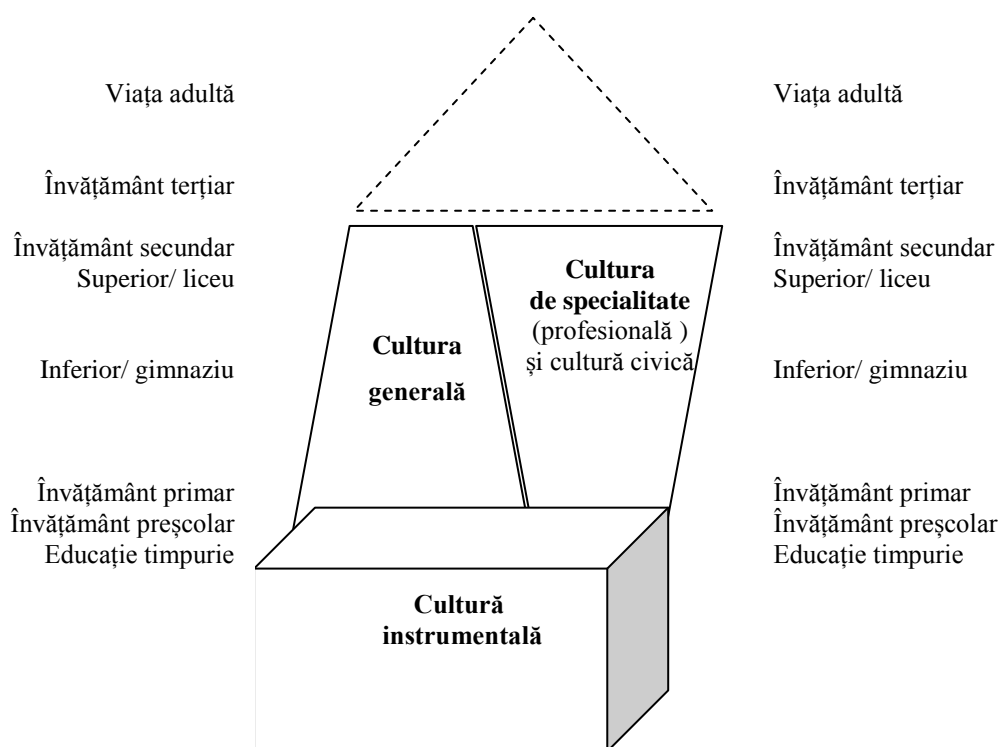 Viața adultă
Învățământ terțiar
Învățământ secundar
Superior/ liceu
Inferior/ gimnaziu
Învățământ primar
Învățământ preșcolar
Educație timpurie
Cultura
generală
Cultura
de specialitate
(profesională )
și cultură civică
Cultură
instrumentală
Viața adultă
Învățământ terțiar
Învățământ secundar
Superior/ liceu
Inferior/ gimnaziu
Învățământ primar
Învățământ preșcolar
Educație timpurie